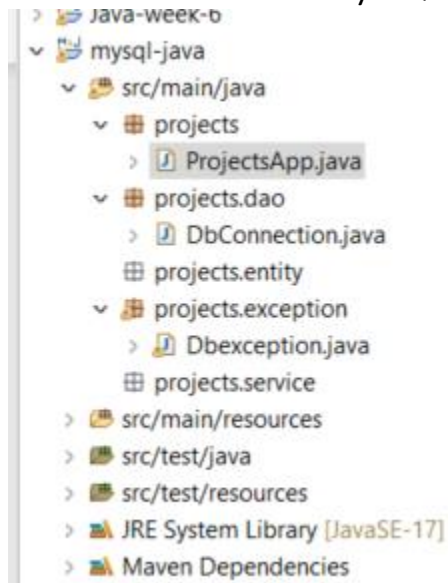 Java-week-6
mysql-java
src/main/java
projects
ProjectsApp.java
projects.dao
DbConnection.java
projects.entity
projects.exception
Dbexception.java
projects.service
src/main/resources
src/test/java
src/test/resources
JRE System Library [JavaSE-17]
Maven Dependencies